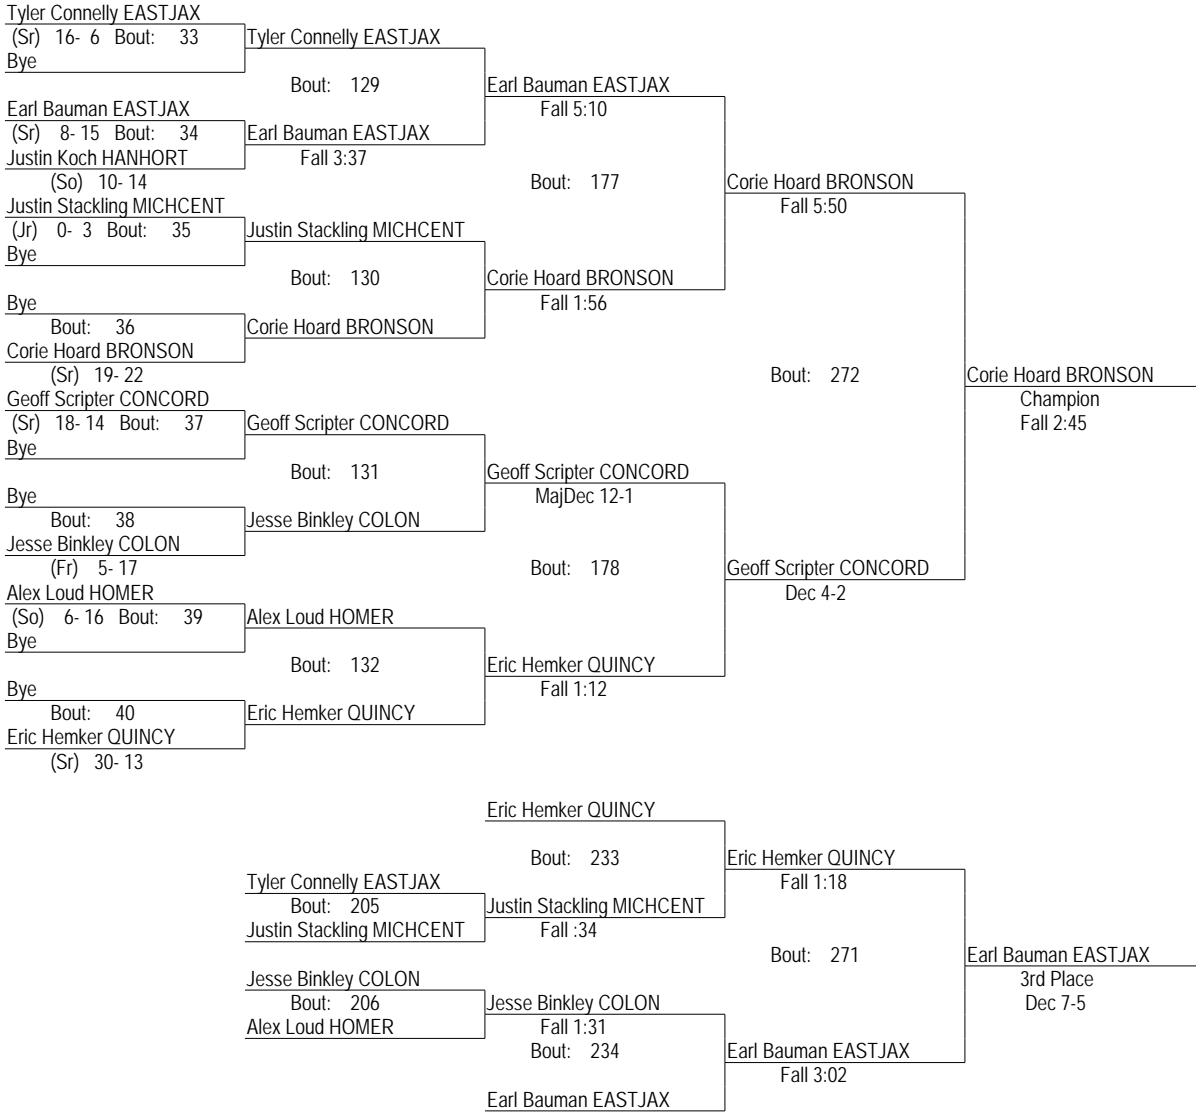 Tyler Connelly EASTJAX
(Sr) 16- 6 Bout: 33 Tyler Connelly EASTJAX
Bye
Bout: 129 Earl Bauman EASTJAX
Earl Bauman EASTJAX Fall 5:10
(Sr) 8- 15 Bout: 34 Earl Bauman EASTJAX
Justin Koch HANHORT Fall 3:37
(So) 10- 14 Bout: 177 Corie Hoard BRONSON
Justin Stackling MICHCENT Fall 5:50
(Jr) 0- 3 Bout: 35 Justin Stackling MICHCENT
Bye
Bout: 130 Corie Hoard BRONSON
Bye Fall 1:56
Bout: 36 Corie Hoard BRONSON
Corie Hoard BRONSON
(Sr) 19- 22 Bout: 272 Corie Hoard BRONSON
Geoff Scripter CONCORD Champion
(Sr) 18- 14 Bout: 37 Geoff Scripter CONCORD Fall 2:45
Bye
Bout: 131 Geoff Scripter CONCORD
Bye MajDec 12-1
Bout: 38 Jesse Binkley COLON
Jesse Binkley COLON
(Fr) 5- 17 Bout: 178 Geoff Scripter CONCORD
Alex Loud HOMER Dec 4-2
(So) 6- 16 Bout: 39 Alex Loud HOMER
Bye
Bout: 132 Eric Hemker QUINCY
Bye Fall 1:12
Bout: 40 Eric Hemker QUINCY
Eric Hemker QUINCY
(Sr) 30- 13
Eric Hemker QUINCY
Bout: 233 Eric Hemker QUINCY
Tyler Connelly EASTJAX Fall 1:18
Bout: 205 Justin Stackling MICHCENT
Justin Stackling MICHCENT Fall :34
Bout: 271 Earl Bauman EASTJAX
Jesse Binkley COLON 3rd Place
Bout: 206 Jesse Binkley COLON Dec 7-5
Alex Loud HOMER Fall 1:31
Bout: 234 Earl Bauman EASTJAX
Fall 3:02
Earl Bauman EASTJAX